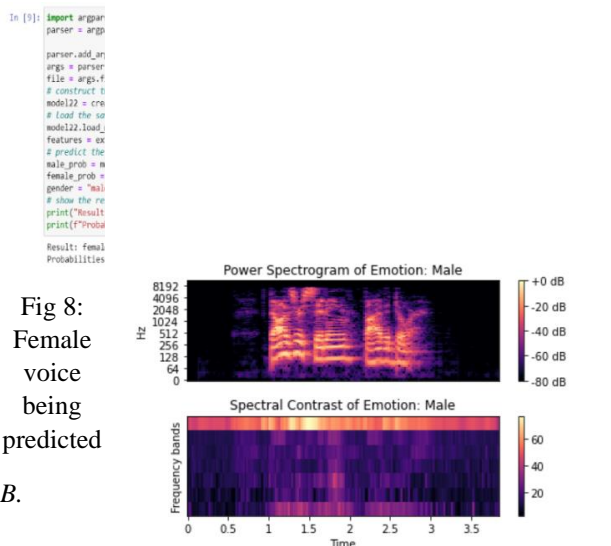 In [9]: import argpar
parser = argp
parser.add_ar
args = parser
file = args.f
# construct t
model22 = cre
# load the sa
model22.load_
features = ex
# predict the
male_prob = m
female_prob =
gender = "mal
# show the re
print("Result
print(f"Proba
Result: femal
Probabilities
Fig 8:
Female
voice
being
predicted
B.
Power Spectrogram of Emotion: Male
8192
4096
2048
1024
512
256
128
64
0
Hz
+0 dB
-20 dB
-40 dB
-60 dB
-80 dB
Spectral Contrast of Emotion: Male
Frequency bands
60
40
20
0 0.5 1 1.5 2 2.5 3 3.5
Time